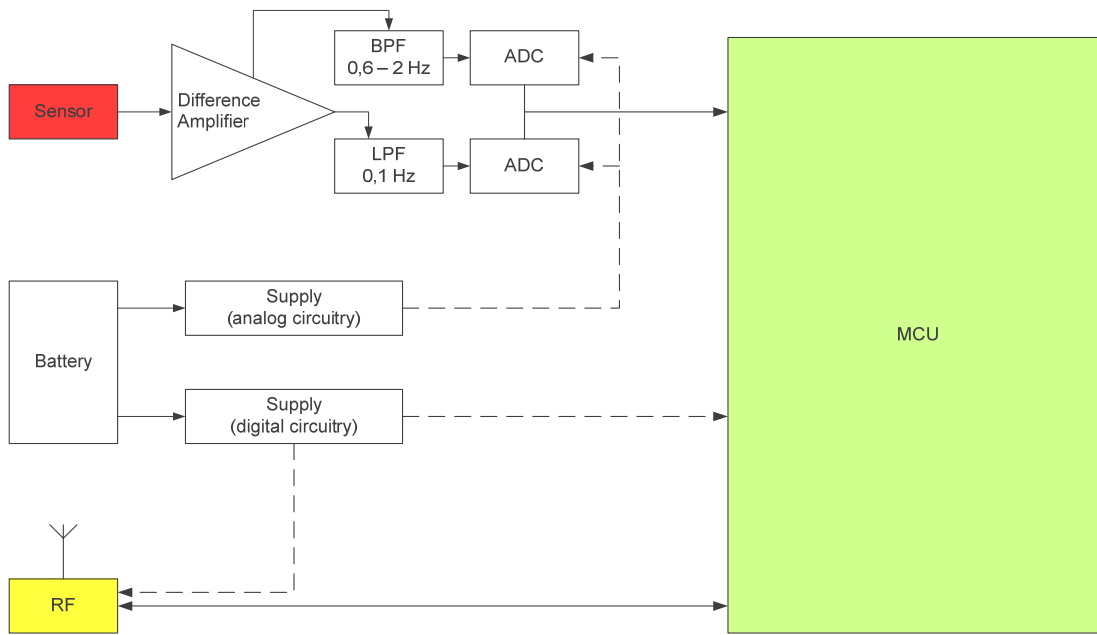 BPF
0,6 – 2 Hz
ADC
Sensor
Difference
Amplifier
LPF
0,1 Hz
ADC
Supply
(analog circuitry)
Battery
MCU
Supply
(digital circuitry)
RF